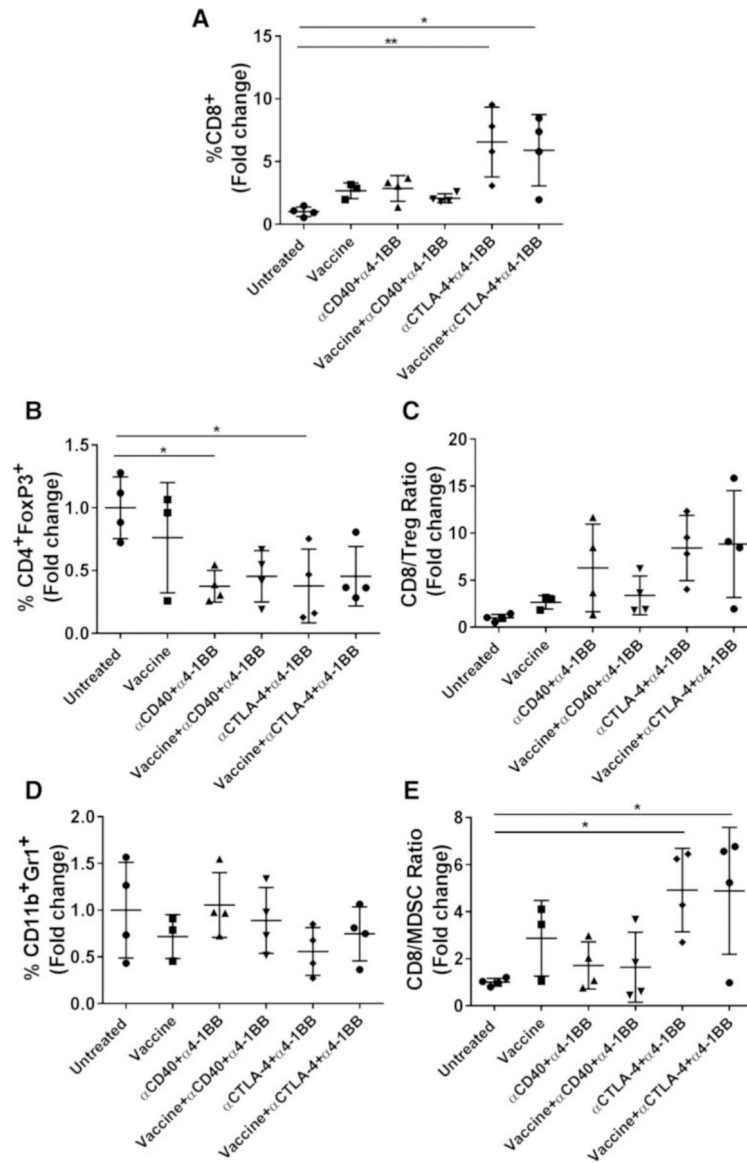 A
*
**
%CD8+
(Fold change)
15
10
5
0
Untreated
Vaccine
αCD40+α4-1BB
Vaccine+αCD40+α4-1BB
αCTLA-4+α4-1BB
Vaccine+αCTLA-4+α4-1BB
B
*
*
% CD4+FoxP3+
(Fold change)
1.5
1.0
0.5
0.0
Untreated
Vaccine
αCD40+α4-1BB
Vaccine+αCD40+α4-1BB
αCTLA-4+α4-1BB
Vaccine+αCTLA-4+α4-1BB
C
CD8/Treg Ratio
(Fold change)
20
15
10
5
0
Untreated
Vaccine
αCD40+α4-1BB
Vaccine+αCD40+α4-1BB
αCTLA-4+α4-1BB
Vaccine+αCTLA-4+α4-1BB
D
% CD11b+Gr1+
(Fold change)
2.0
1.5
1.0
0.5
0.0
Untreated
Vaccine
αCD40+α4-1BB
Vaccine+αCD40+α4-1BB
αCTLA-4+α4-1BB
Vaccine+αCTLA-4+α4-1BB
E
*
*
CD8/MDSC Ratio
(Fold change)
8
6
4
2
0
Untreated
Vaccine
αCD40+α4-1BB
Vaccine+αCD40+α4-1BB
αCTLA-4+α4-1BB
Vaccine+αCTLA-4+α4-1BB